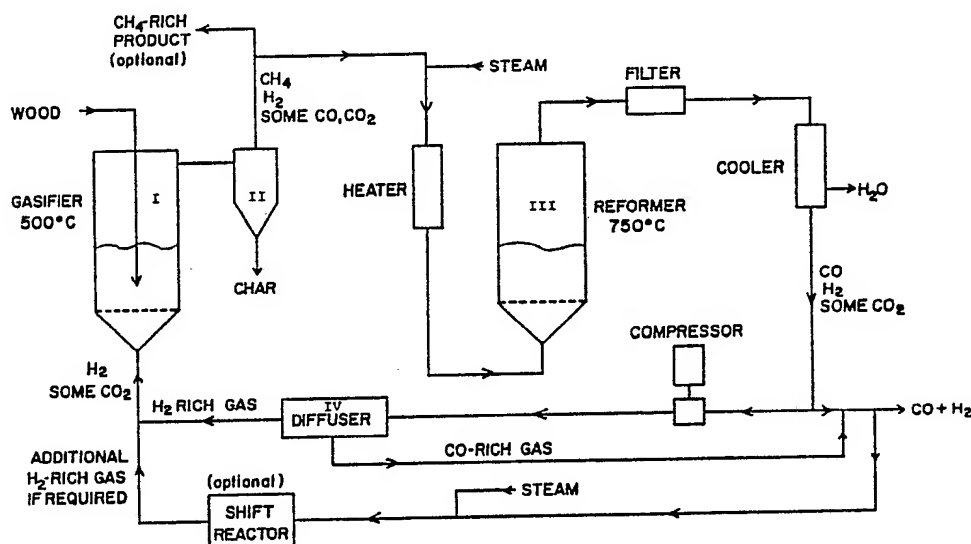 CH4-RICH
PRODUCT
(optional)
STEAM
FILTER
CH4
H2
SOME CO,CO2
WOOD
COOLER
I
II
HEATER
III
GASIFIER
500°C
REFORMER
750°C
H2O
CHAR
CO
H2
SOME CO2
COMPRESSOR
H2
SOME CO2
H2 RICH GAS
IV
DIFFUSER
CO+H2
CO-RICH GAS
ADDITIONAL
H2-RICH GAS
IF REQUIRED
(optional)
STEAM
SHIFT
REACTOR